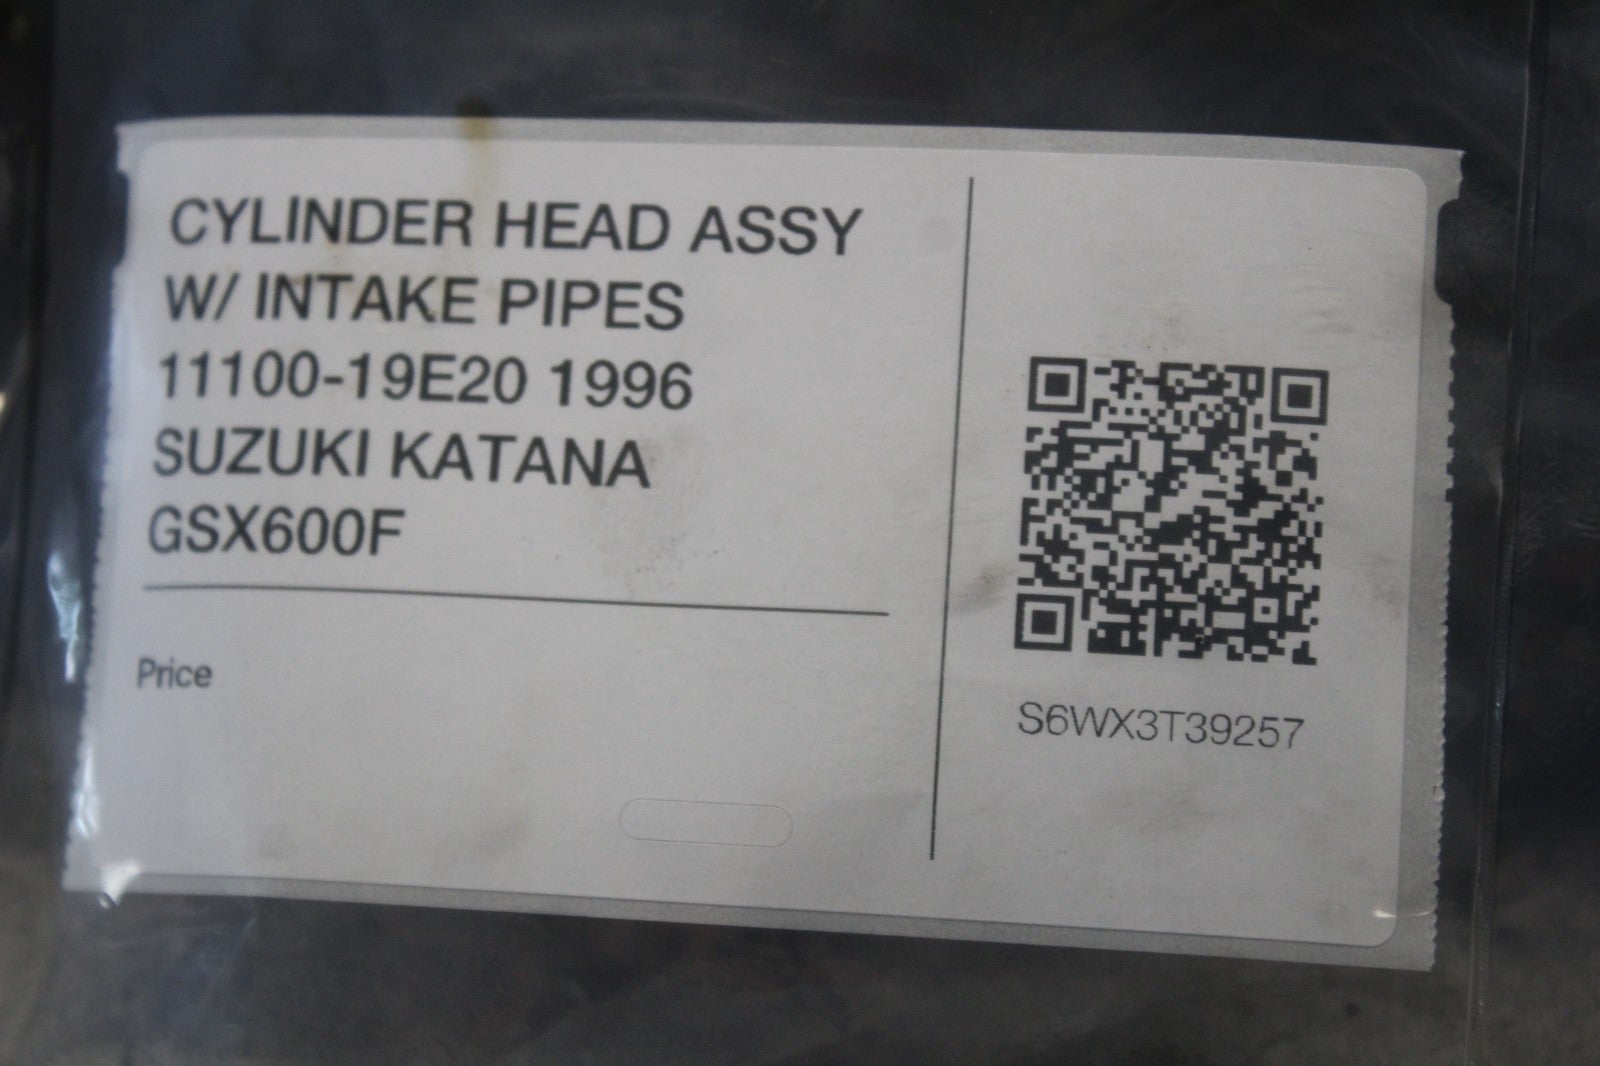 CYLINDER HEAD ASSY
W/ INTAKE PIPES
11100-19E20 1996
SUZUKI KATANA
GSX600F
Price
S6WX3T39257